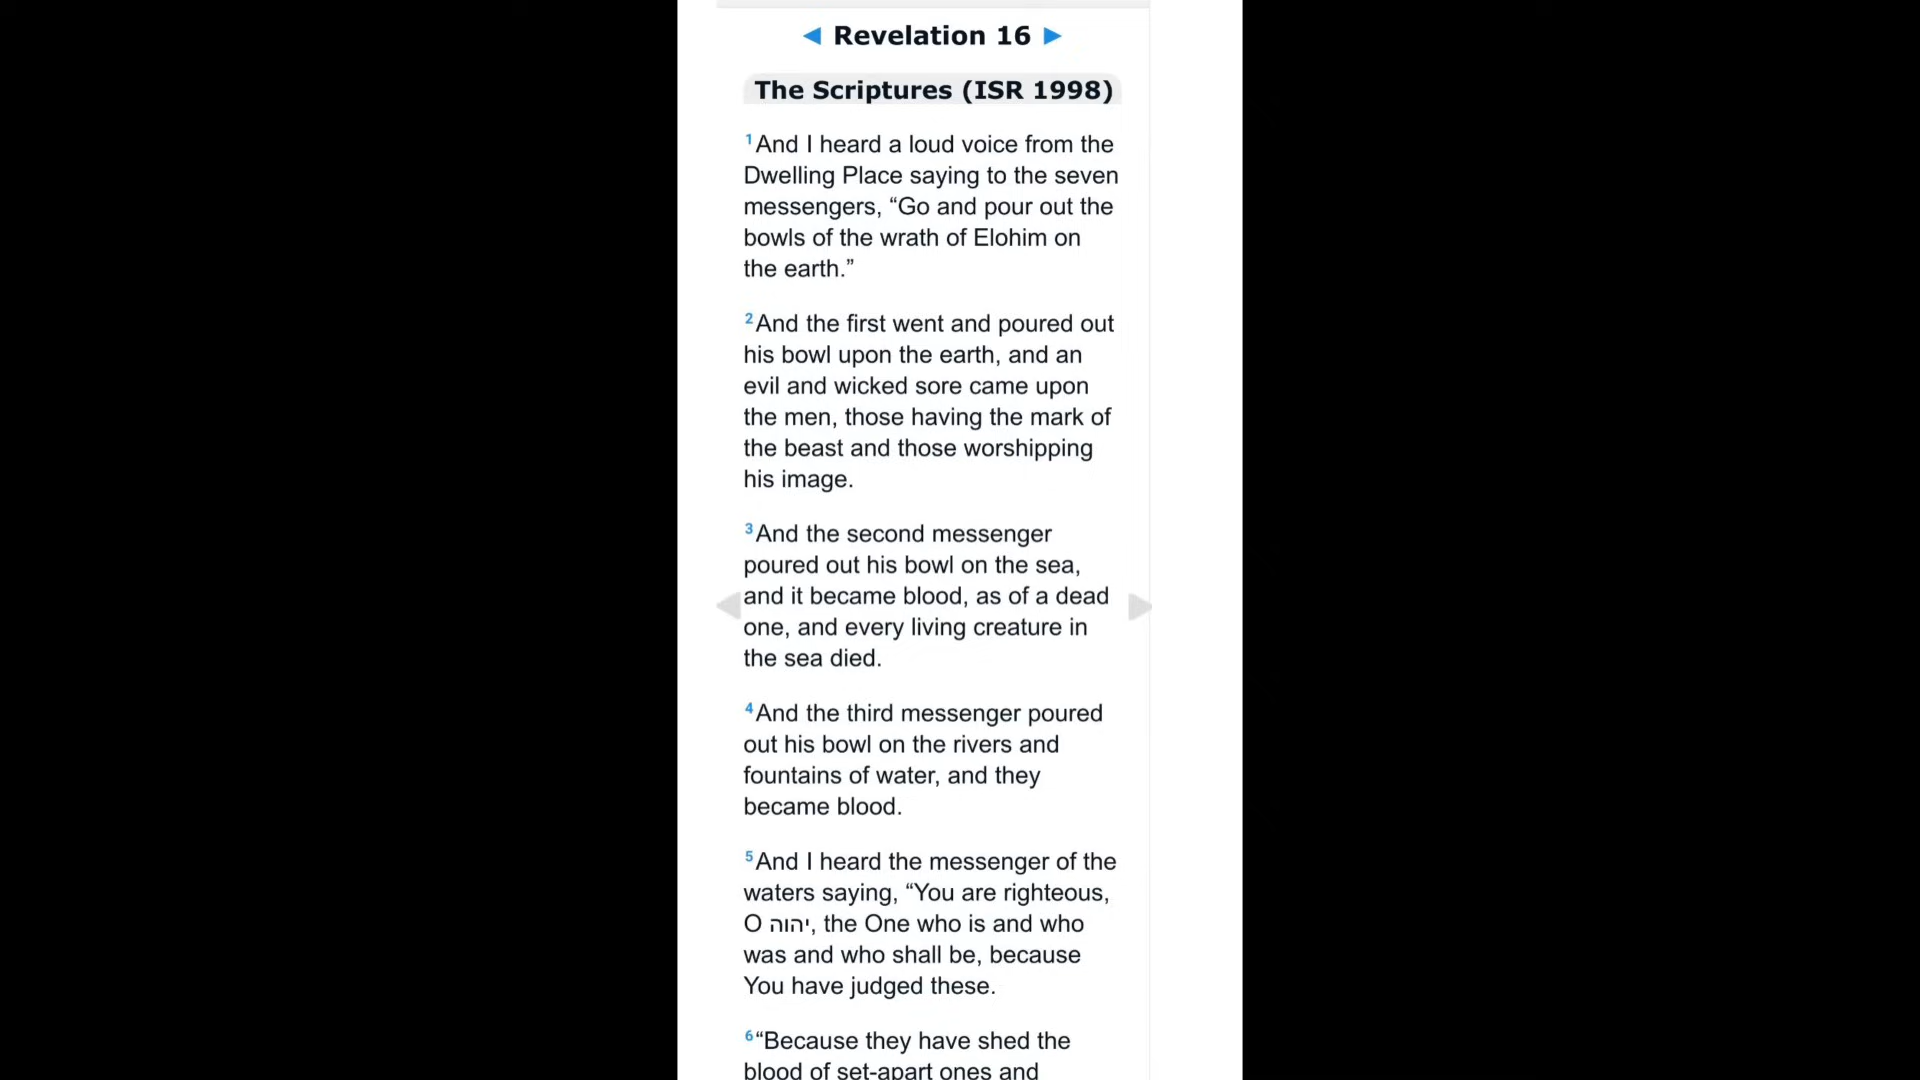 ◄ Revelation 16 ►
The Scriptures (ISR 1998)
1And I heard a loud voice from the
Dwelling Place saying to the seven
messengers, “Go and pour out the
bowls of the wrath of Elohim on
the earth.”
2And the first went and poured out
his bowl upon the earth, and an
evil and wicked sore came upon
the men, those having the mark of
the beast and those worshipping
his image.
3And the second messenger
poured out his bowl on the sea,
and it became blood, as of a dead
one, and every living creature in
the sea died.
4And the third messenger poured
out his bowl on the rivers and
fountains of water, and they
became blood.
5And I heard the messenger of the
waters saying, “You are righteous,
O יהוה, the One who is and who
was and who shall be, because
You have judged these.
6“Because they have shed the
blood of set-apart ones and